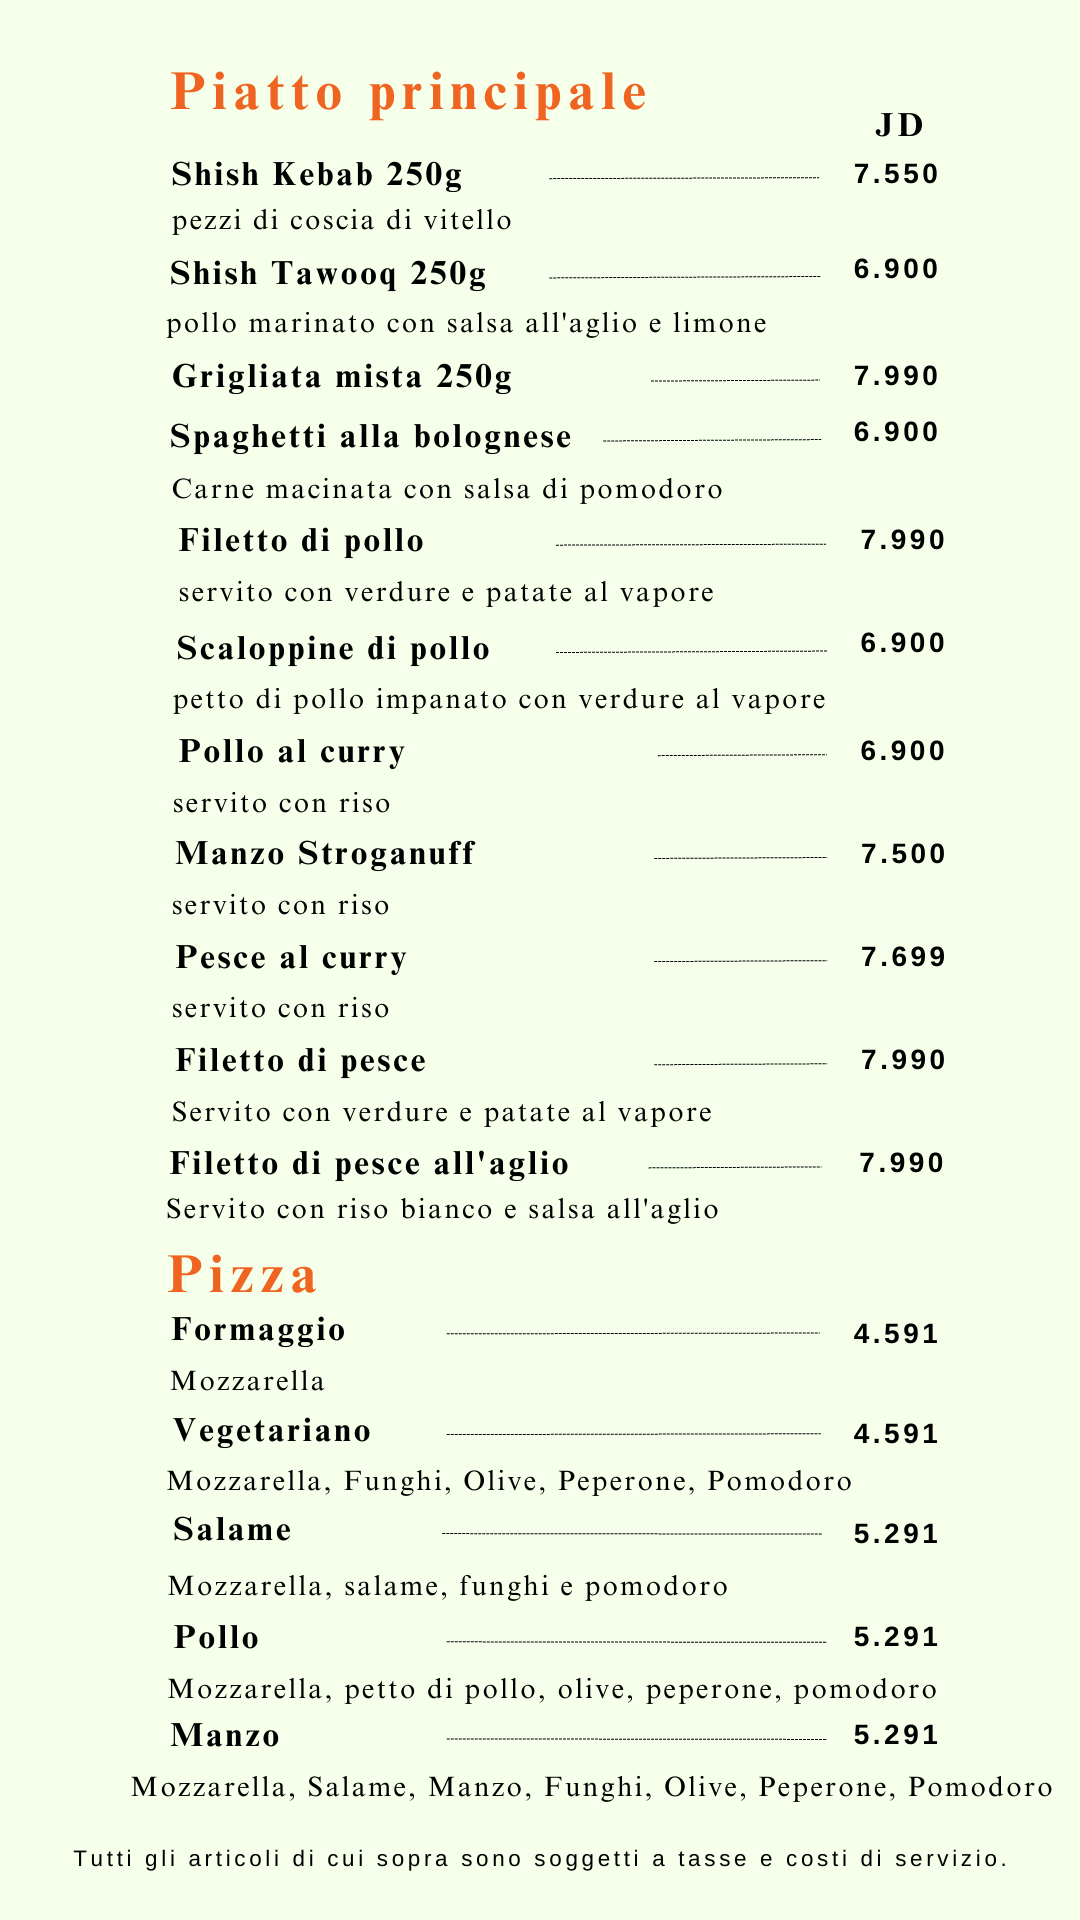 Piatto principale
JD
Shish Kebab 250g 7.550
pezzi di coscia di vitello
Shish Tawooq 250g 6.900
pollo marinato con salsa all'aglio e limone
Grigliata mista 250g 7.990
Spaghetti alla bolognese 6.900
Carne macinata con salsa di pomodoro
Filetto di pollo 7.990
servito con verdure e patate al vapore
Scaloppine di pollo 6.900
petto di pollo impanato con verdure al vapore
Pollo al curry 6.900
servito con riso
Manzo Stroganuff 7.500
servito con riso
Pesce al curry 7.699
servito con riso
Filetto di pesce 7.990
Servito con verdure e patate al vapore
Filetto di pesce all'aglio 7.990
Servito con riso bianco e salsa all'aglio
Pizza
Formaggio 4.591
Mozzarella
Vegetariano 4.591
Mozzarella, Funghi, Olive, Peperone, Pomodoro
Salame 5.291
Mozzarella, salame, funghi e pomodoro
Pollo 5.291
Mozzarella, petto di pollo, olive, peperone, pomodoro
Manzo 5.291
Mozzarella, Salame, Manzo, Funghi, Olive, Peperone, Pomodoro
Tutti gli articoli di cui sopra sono soggetti a tasse e costi di servizio.